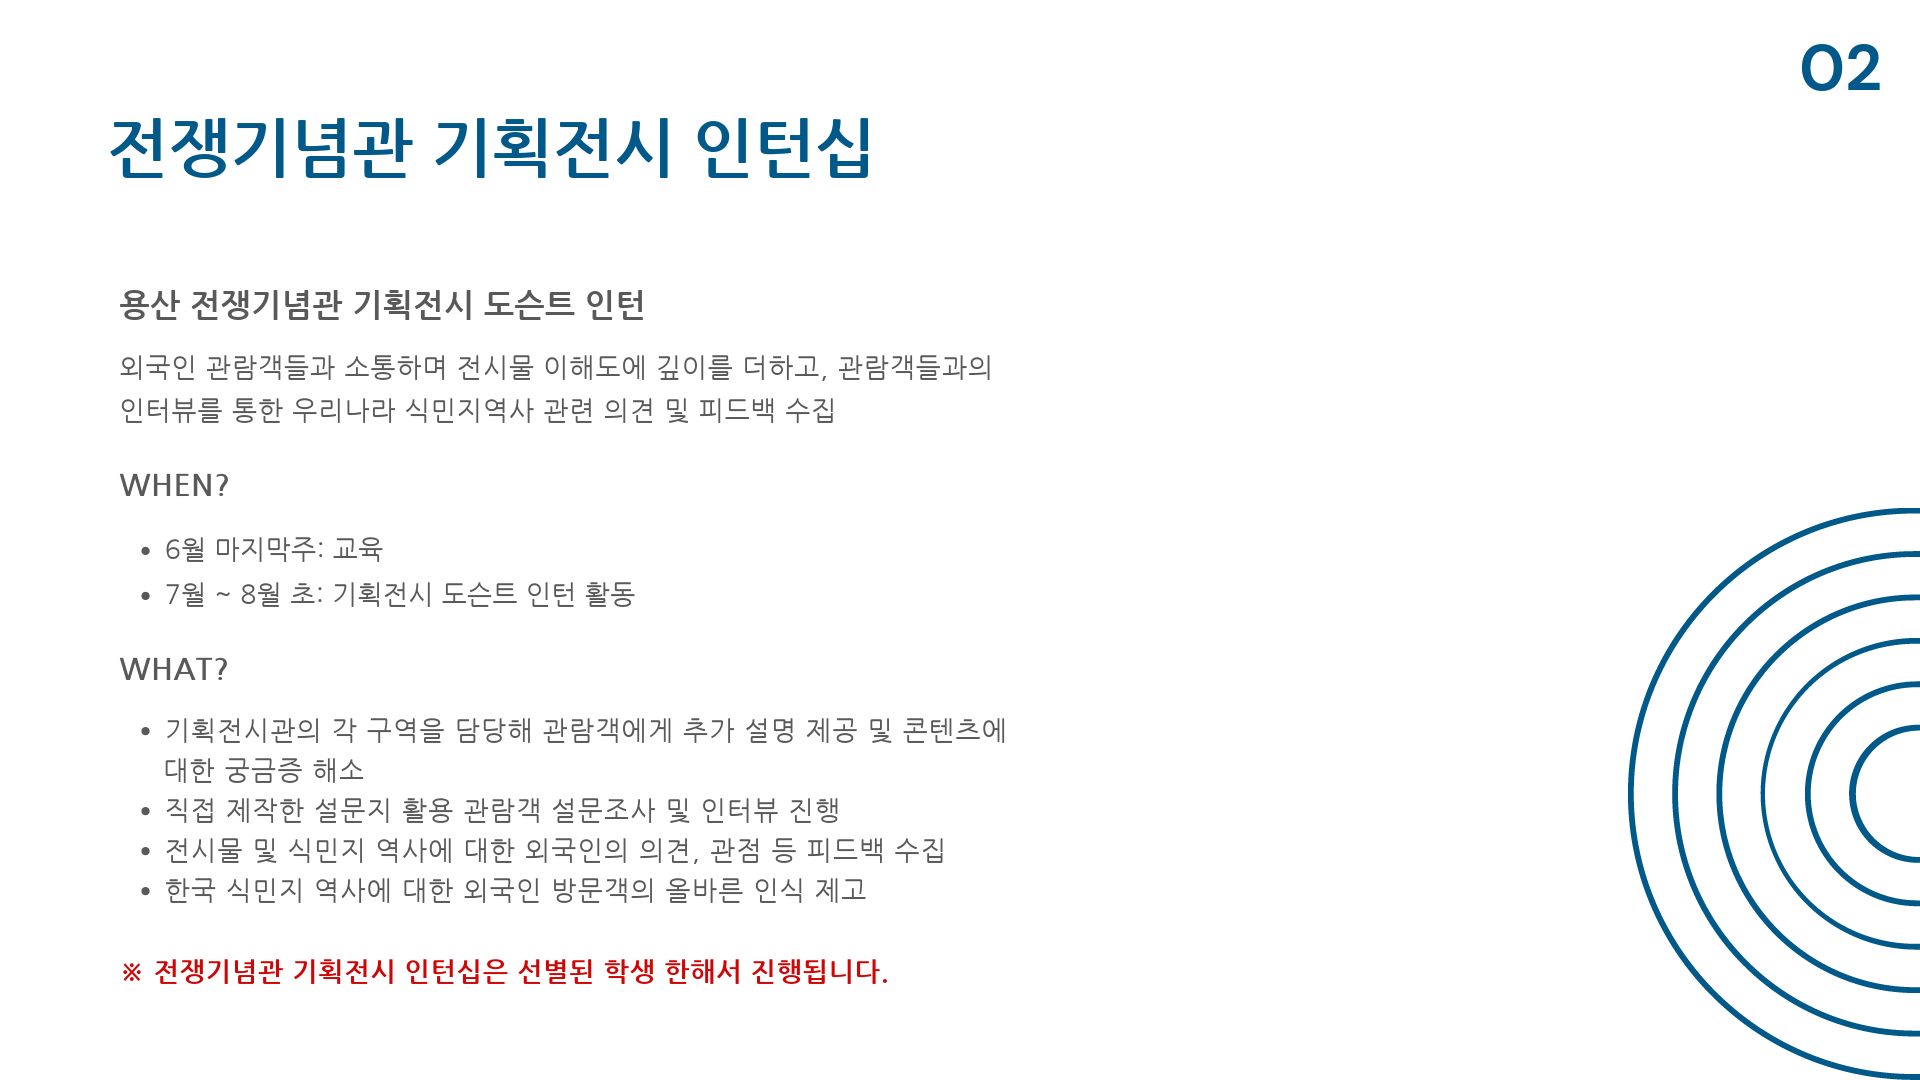 02
전쟁기념관 기획전시 인턴십
용산 전쟁기념관 기획전시 도슨트 인턴
외국인 관람객들과 소통하며 전시물 이해도에 깊이를 더하고, 관람객들과의
인터뷰를 통한 우리나라 식민지역사 관련 의견 및 피드백 수집
WHEN?
• 6월 마지막주: 교육
• 7월 ~ 8월 초: 기획전시 도슨트 인턴 활동
WHAT?
• 기획전시관의 각 구역을 담당해 관람객에게 추가 설명 제공 및 콘텐츠에
대한 궁금증 해소
• 직접 제작한 설문지 활용 관람객 설문조사 및 인터뷰 진행
• 전시물 및 식민지 역사에 대한 외국인의 의견, 관점 등 피드백 수집
• 한국 식민지 역사에 대한 외국인 방문객의 올바른 인식 제고
※ 전쟁기념관 기획전시 인턴십은 선별된 학생 한해서 진행됩니다.